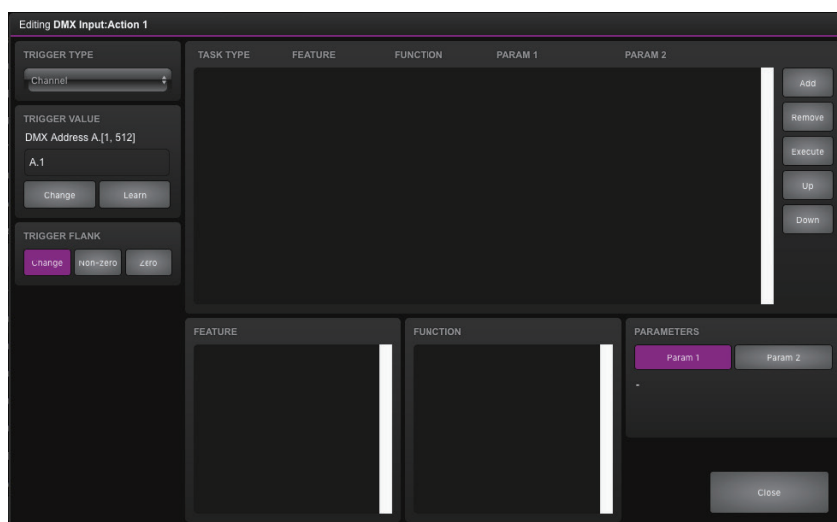 Editing DMX Input:Action 1
TRIGGER TYPE
Channel
TRIGGER VALUE
DMX Address A.[1, 512]
A.1
Change Learn
TRIGGER FLANK
Change Non-zero Zero
TASK TYPE FEATURE FUNCTION PARAM 1 PARAM 2
Add
Remove
Execute
Up
Down
FEATURE
FUNCTION
PARAMETERS
Param 1 Param 2
-
Close